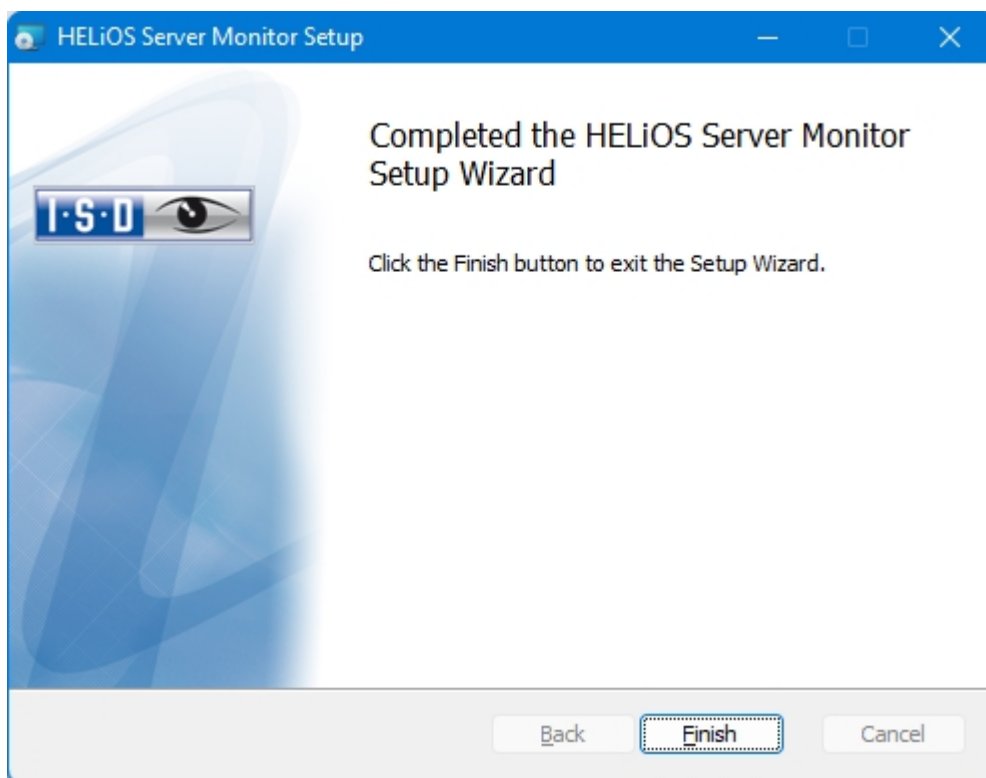 HELiOS Server Monitor Setup
Completed the HELiOS Server Monitor
Setup Wizard
I·S·D
Click the Finish button to exit the Setup Wizard.
Back
Finish
Cancel